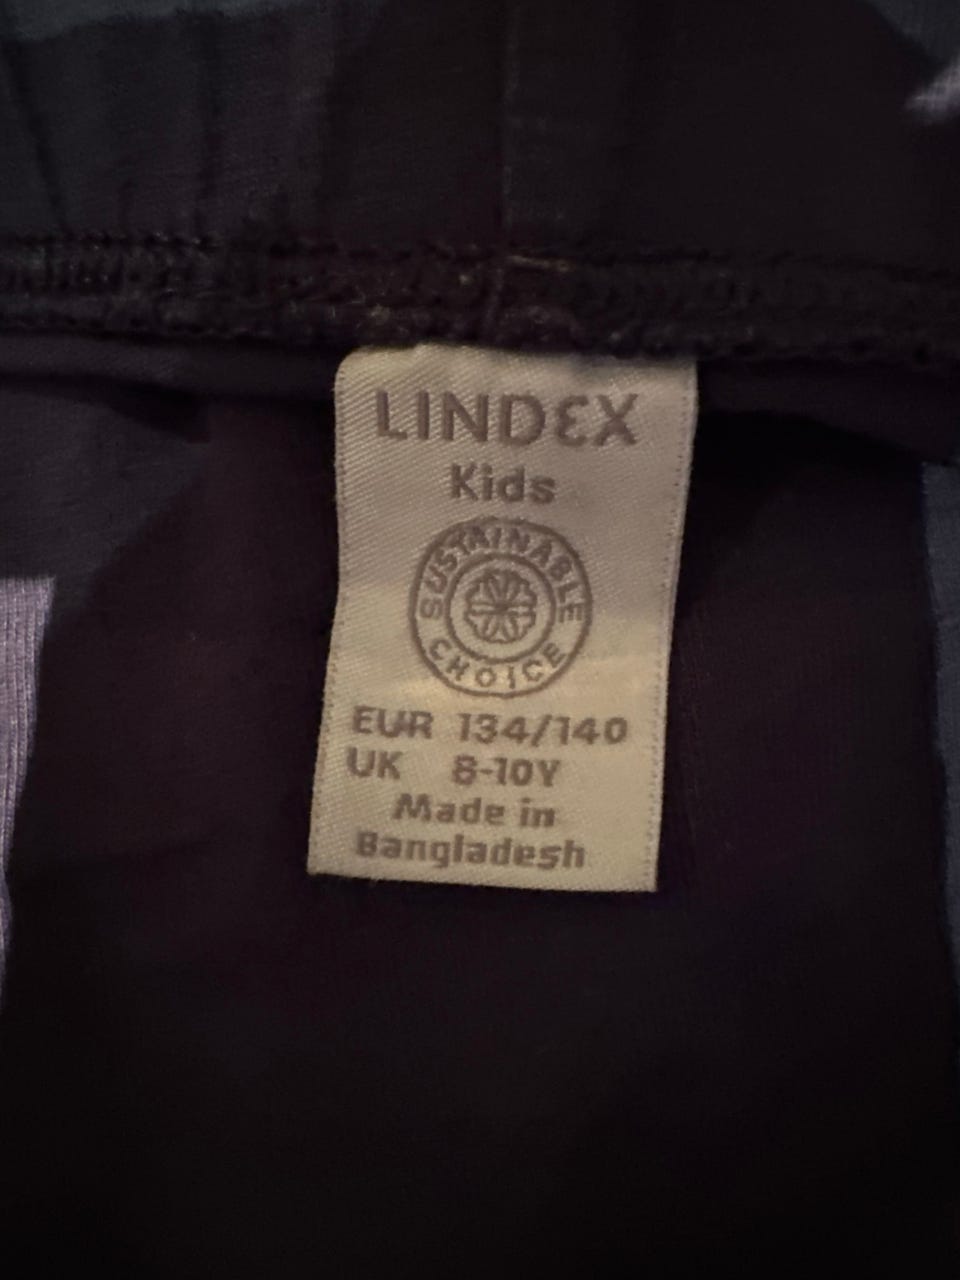 LINDEX
Kids
SUSTAINABLE
CHOICE
EUR 134/140
UK 8-10Y
Made in
Bangladesh